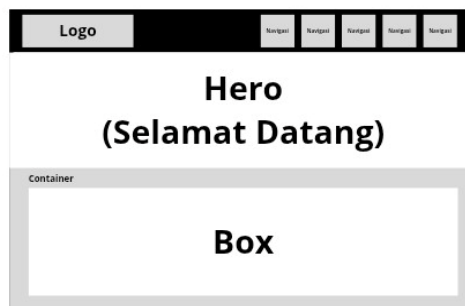 Logo
Navigasi Navigasi Navigasi Navigasi Navigasi
Hero
(Selamat Datang)
Container
Box